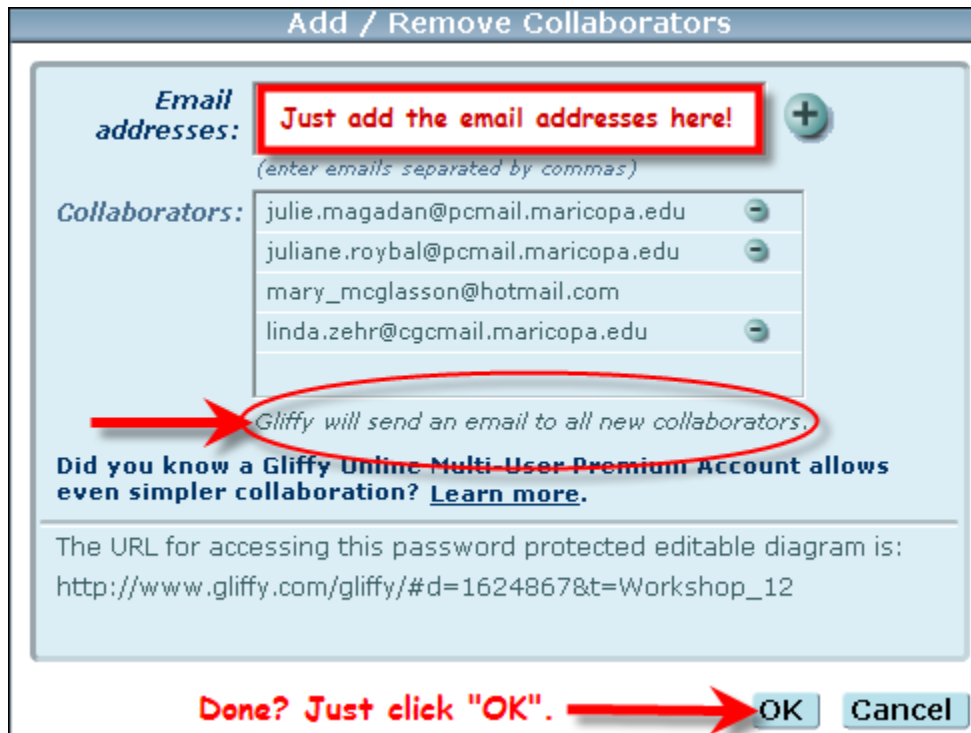 Add / Remove Collaborators
Email addresses:
Just add the email addresses here!
(enter emails separated by commas)
Collaborators:
julie.magadan@pcmail.maricopa.edu
juliane.roybal@pcmail.maricopa.edu
mary_mcglasson@hotmail.com
linda.zehr@cgcmail.maricopa.edu
Gliffy will send an email to all new collaborators.
Did you know a Gliffy Online Multi-User Premium Account allows
even simpler collaboration? Learn more.
The URL for accessing this password protected editable diagram is:
http://www.gliffy.com/gliffy/#d=1624867&t=Workshop_12
Done? Just click "OK".
OK
Cancel